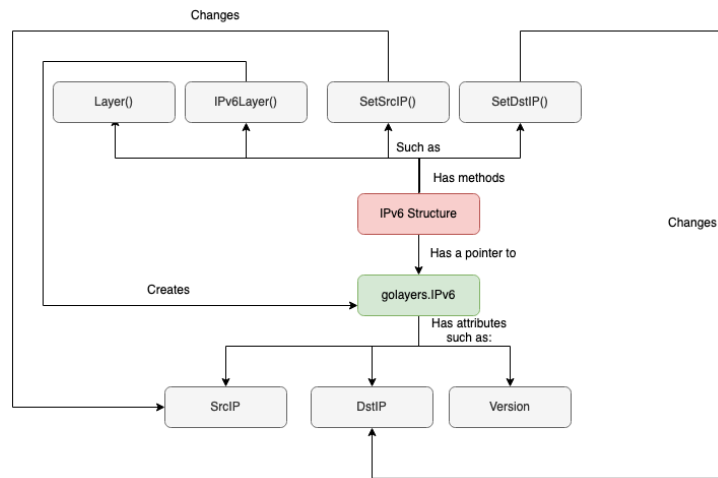 Changes
Layer()
IPv6Layer()
SetSrcIP()
SetDstIP()
Such as
Has methods
IPv6 Structure
Changes
Has a pointer to
Creates
golayers.IPv6
Has attributes
such as:
SrcIP
DstIP
Version